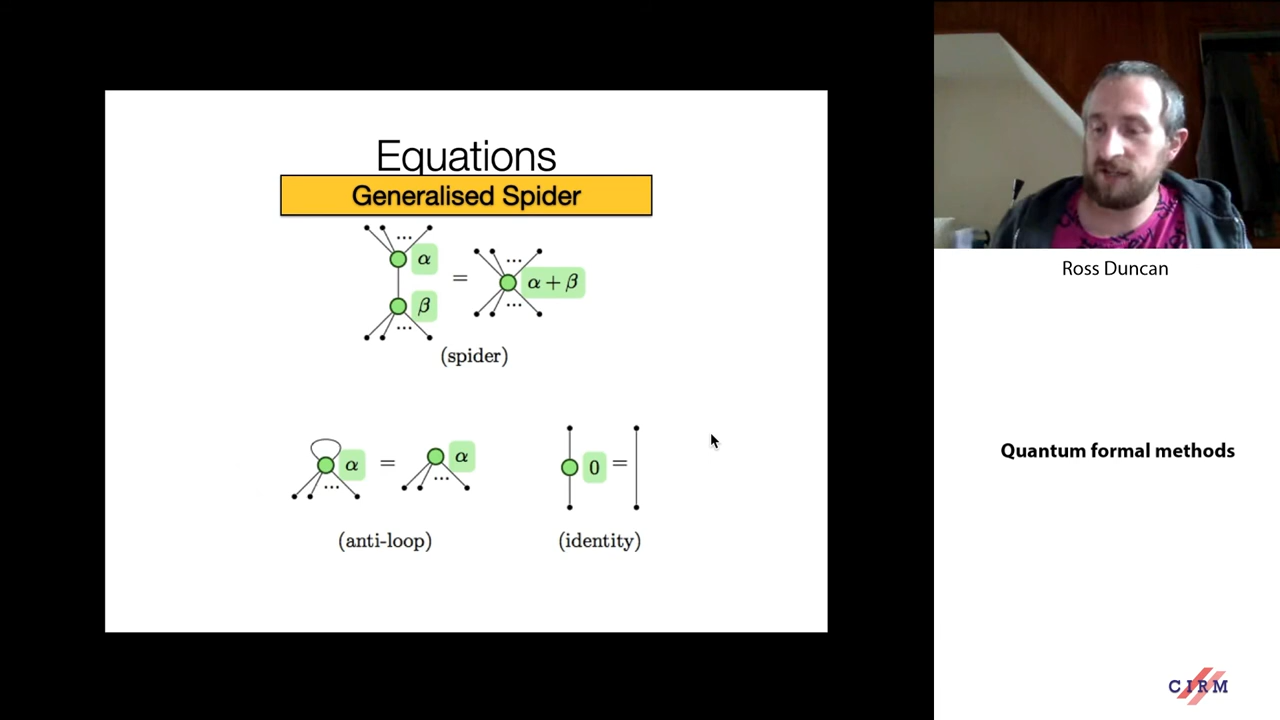 Equations
Generalised Spider
... α
β ...
=
... α + β
...
(spider)
α = α
... ...
(anti-loop)
0 =
(identity)
Ross Duncan
Quantum formal methods
CIRM